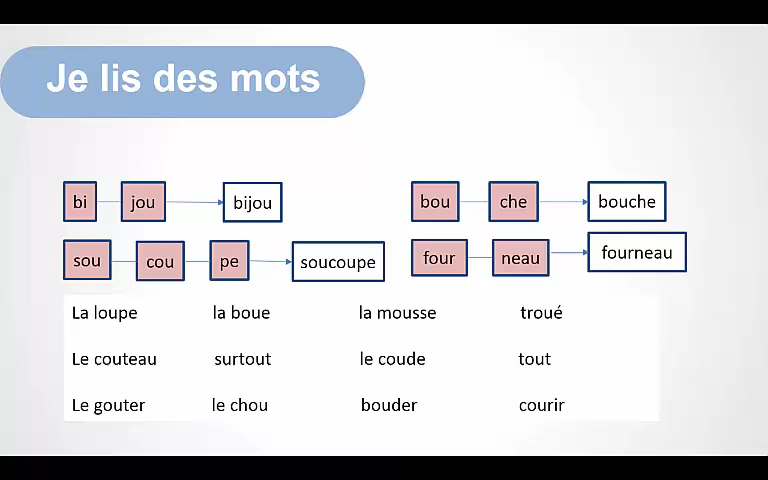 Je lis des mots
bi jou bijou bou che bouche
sou cou pe soucoupe four neau fourneau
La loupe la boue la mousse troué
Le couteau surtout le coude tout
Le gouter le chou bouder courir